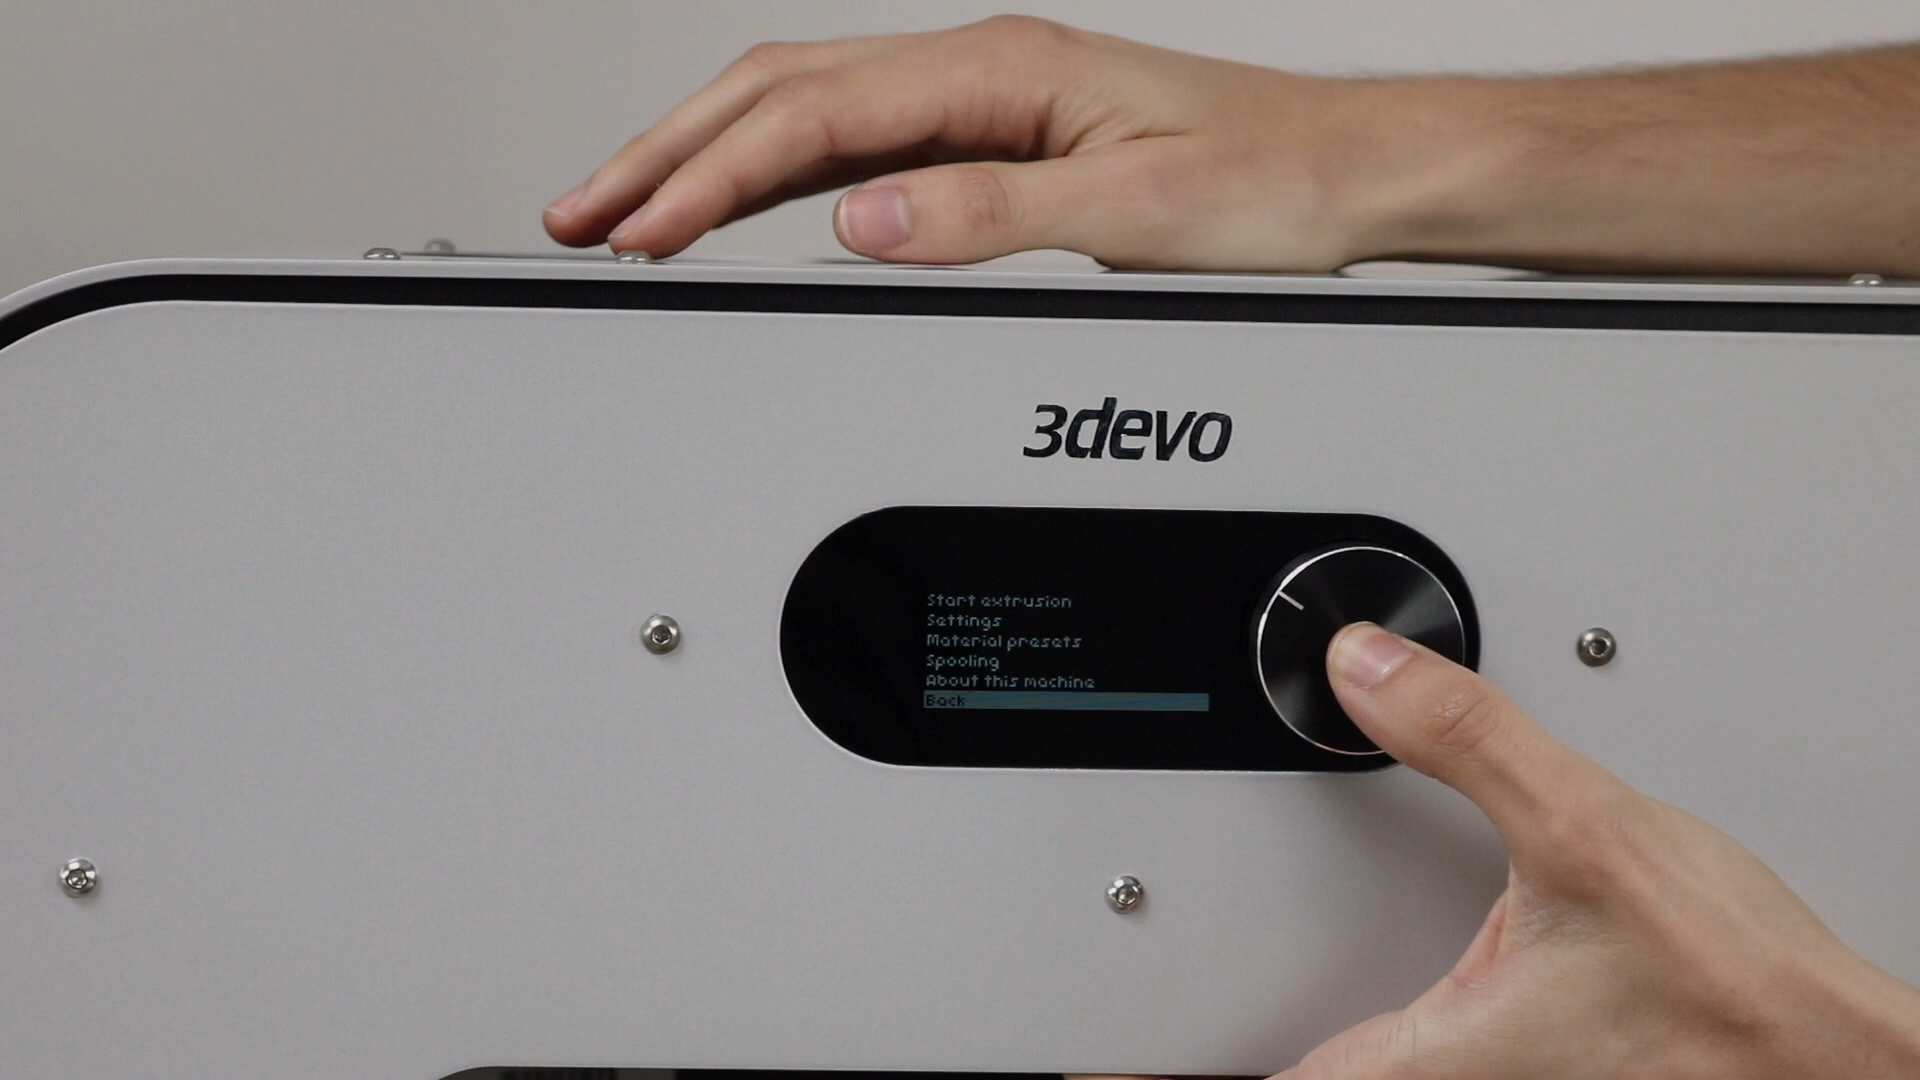 3devo
Start extrusion
Settings
Material presets
Spooling
About this machine
Back